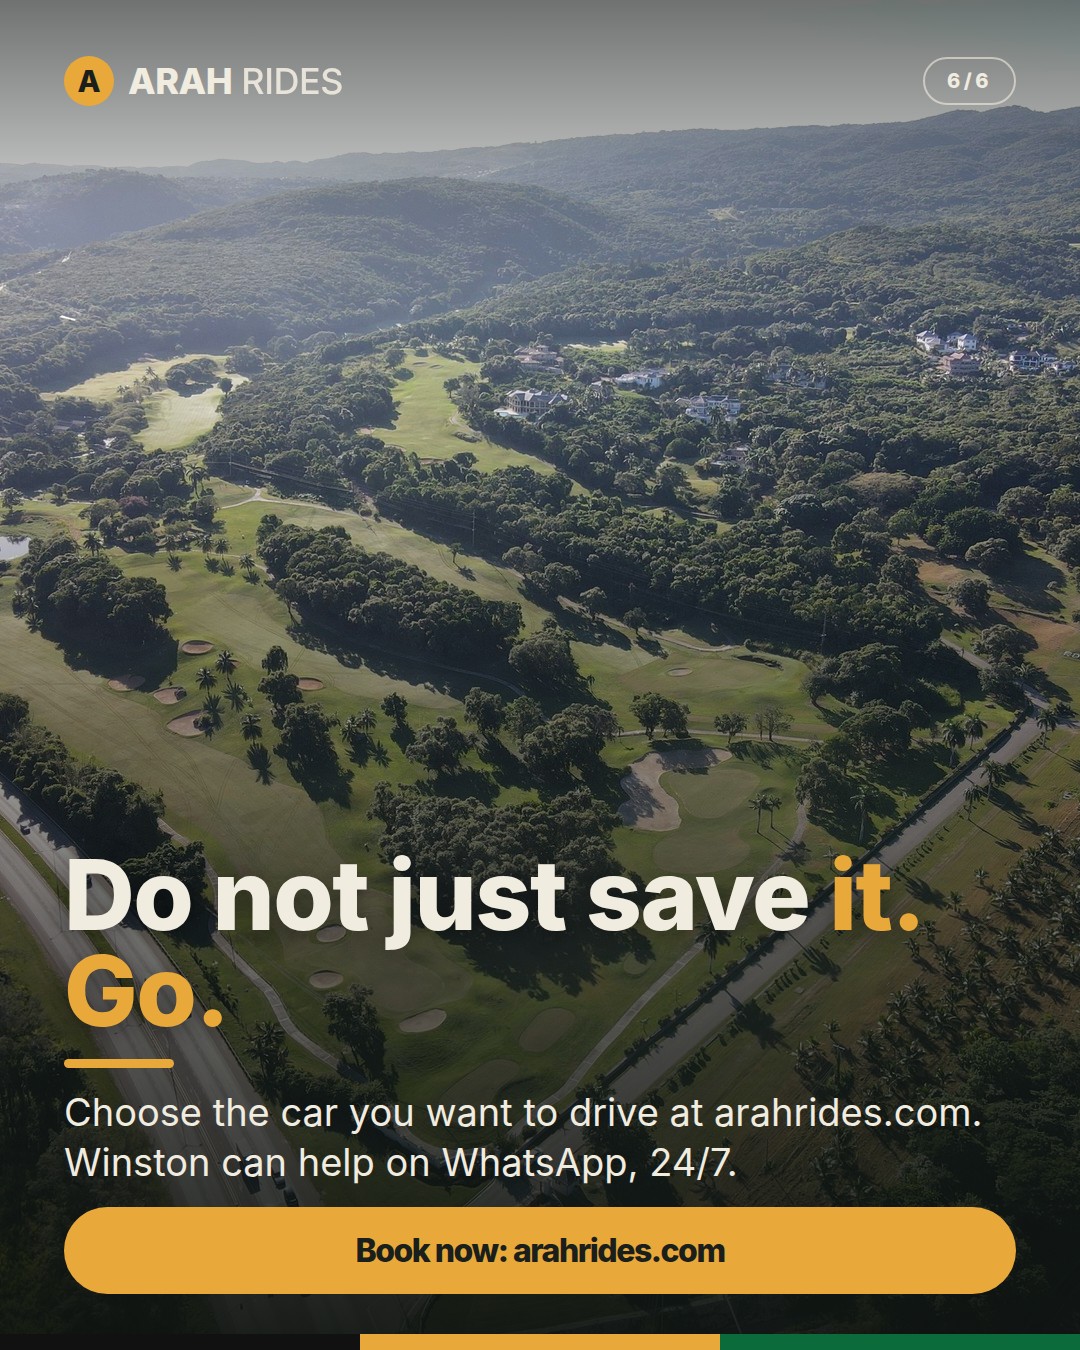 A ARAH RIDES
6/6
Do not just save it.
Go.
Choose the car you want to drive at arahrides.com.
Winston can help on WhatsApp, 24/7.
Book now: arahrides.com